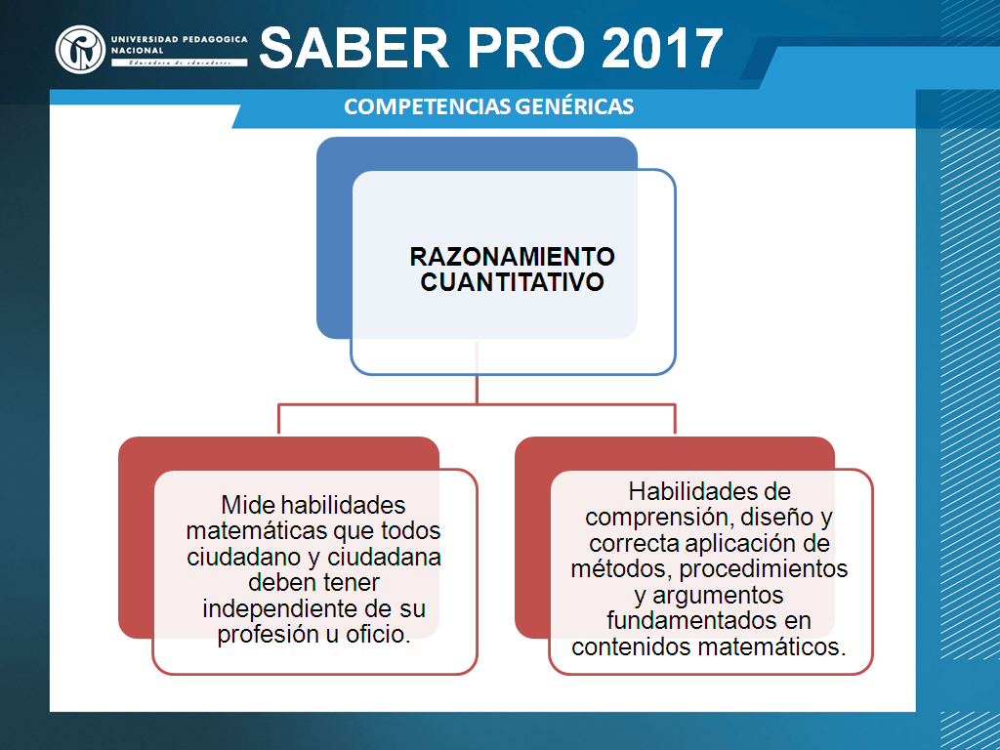 UNIVERSIDAD PEDAGOGICA
NACIONAL
Educadora de educadores
SABER PRO 2017
COMPETENCIAS GENÉRICAS
RAZONAMIENTO
CUANTITATIVO
Mide habilidades
matemáticas que todos
ciudadano y ciudadana
deben tener
independiente de su
profesión u oficio.
Habilidades de
comprensión, diseño y
correcta aplicación de
métodos, procedimientos
y argumentos
fundamentados en
contenidos matemáticos.